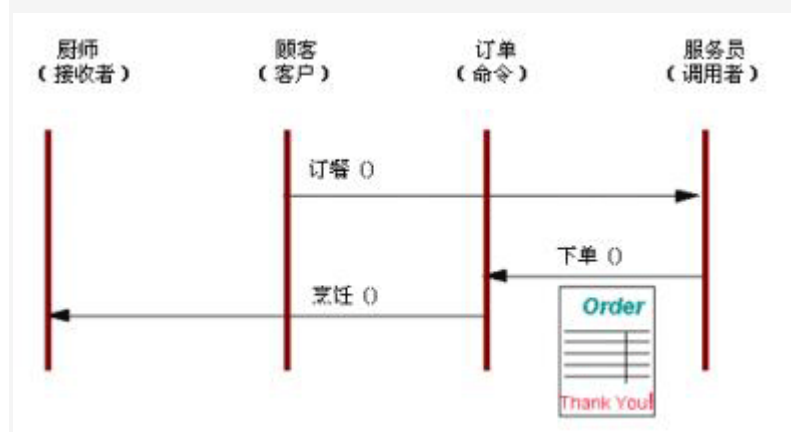 厨师
(接收者)
顾客
(客户)
订单
(命令)
服务员
(调用者)
订餐 ()
下单 ()
烹饪 ()
Order
Thank You!